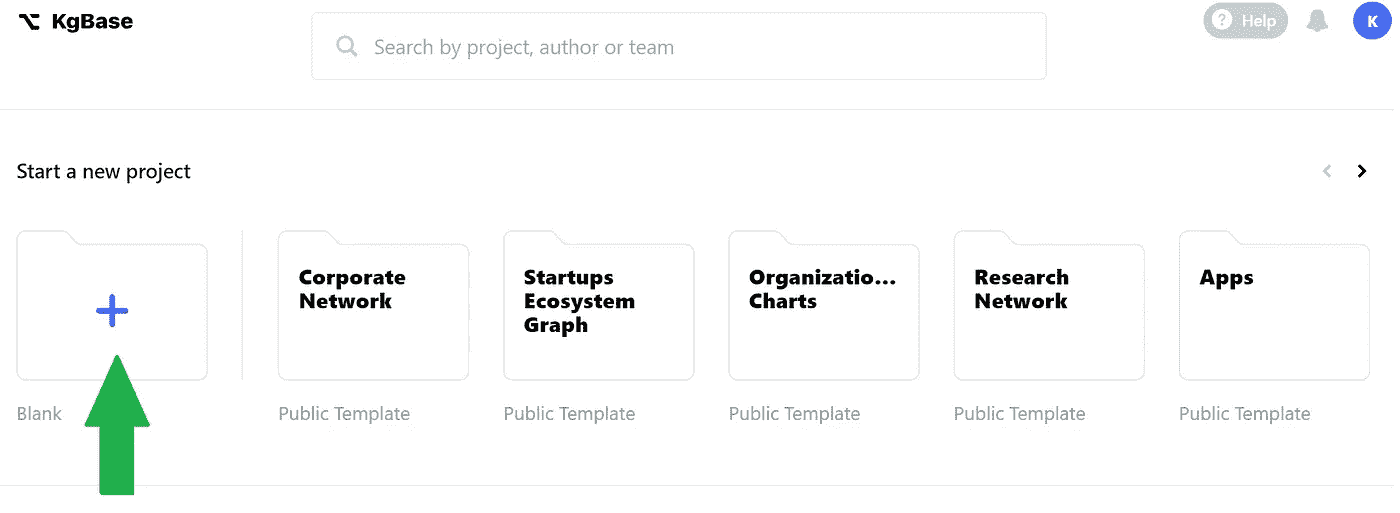 KgBase
Search by project, author or team
Help
K
Start a new project
Corporate
Network
Startups
Ecosystem
Graph
Organizatio...
Charts
Research
Network
Apps
Blank
Public Template
Public Template
Public Template
Public Template
Public Template